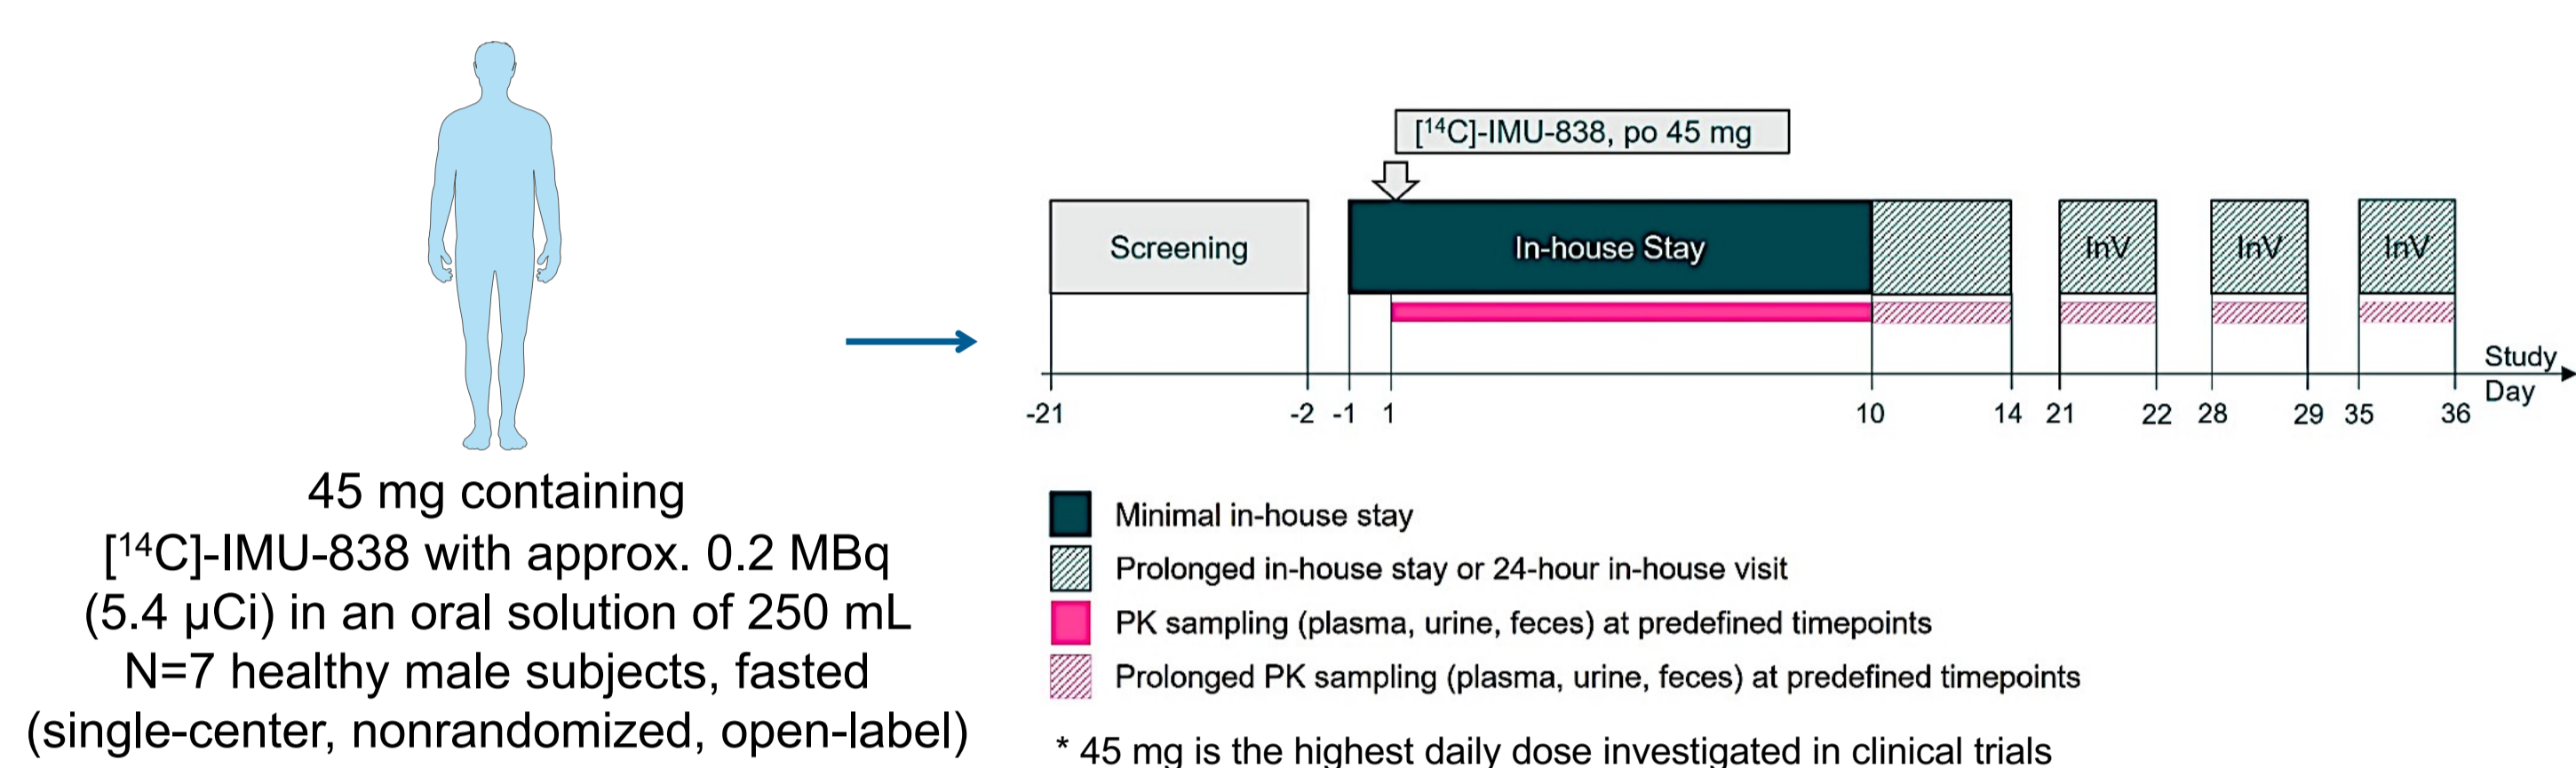 45 mg containing
[¹⁴C]-IMU-838 with approx. 0.2 MBq
(5.4 µCi) in an oral solution of 250 mL
N=7 healthy male subjects, fasted
(single-center, nonrandomized, open-label)
[¹⁴C]-IMU-838, po 45 mg
Screening
In-house Stay
InV
InV
InV
Study
Day
-21
-2
-1
1
10
14
21
22
28
29
35
36
Minimal in-house stay
Prolonged in-house stay or 24-hour in-house visit
PK sampling (plasma, urine, feces) at predefined timepoints
Prolonged PK sampling (plasma, urine, feces) at predefined timepoints
* 45 mg is the highest daily dose investigated in clinical trials